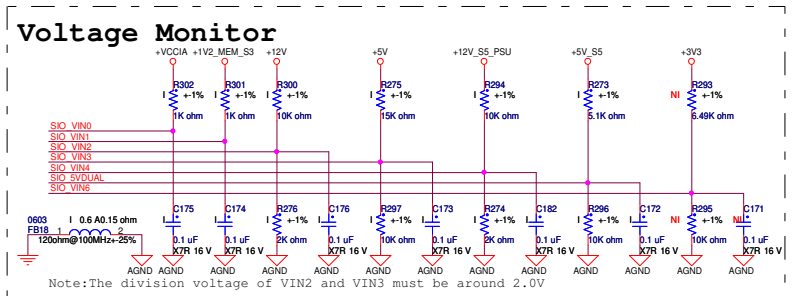 Voltage Monitor
+VCCIA +1V2_MEM_S3 +12V +5V +12V_S5_PSU +5V_S5 +3V3
R302 R301 R300 R275 R294 R273 R293
I +-1% I +-1% I +-1% I +-1% I +-1% I +-1% NI +-1%
1K ohm 1K ohm 10K ohm 15K ohm 10K ohm 5.1K ohm 6.49K ohm
SIO_VIN0
SIO_VIN1
SIO_VIN2
SIO_VIN3
SIO_VIN4
SIO_5VDUAL
SIO_VIN6
C175 C174 R276 C176 R297 C173 R274 C182 R296 C172 R295 C171
I I I +-1% I I +-1% I I +-1% I I +-1% I NI +-1% NI
0.1 uF 0.1 uF 2K ohm 0.1 uF 10K ohm 0.1 uF 2K ohm 0.1 uF 10K ohm 0.1 uF 10K ohm 0.1 uF
X7R 16 V X7R 16 V X7R 16 V X7R 16 V X7R 16 V X7R 16 V X7R 16 V
0603 I 0.6 A0.15 ohm
FB18 1 2
120ohm@100MHz+-25%
AGND AGND AGND AGND AGND AGND AGND AGND AGND AGND AGND AGND AGND
Note:The division voltage of VIN2 and VIN3 must be around 2.0V